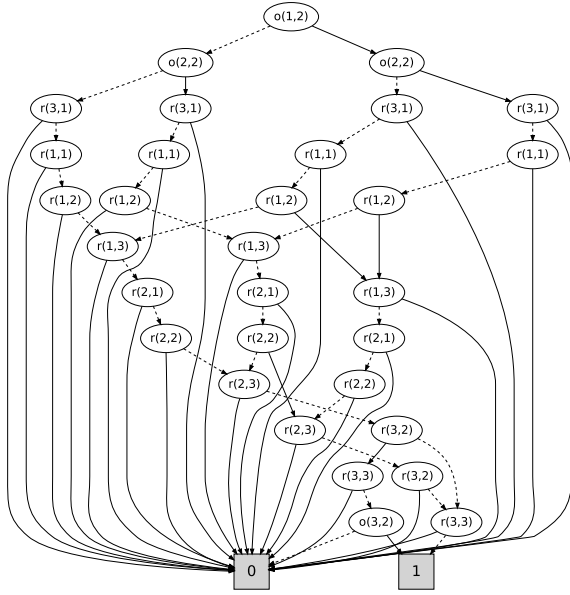 o(1,2)
o(2,2) o(2,2)
r(3,1) r(3,1) r(3,1) r(3,1)
r(1,1) r(1,1) r(1,1) r(1,1)
r(1,2) r(1,2) r(1,2) r(1,2)
r(1,3) r(1,3)
r(2,1) r(2,1) r(1,3)
r(2,2) r(2,2) r(2,1)
r(2,3) r(2,2)
r(2,3) r(3,2)
r(3,3) r(3,2)
o(3,2) r(3,3)
0 1